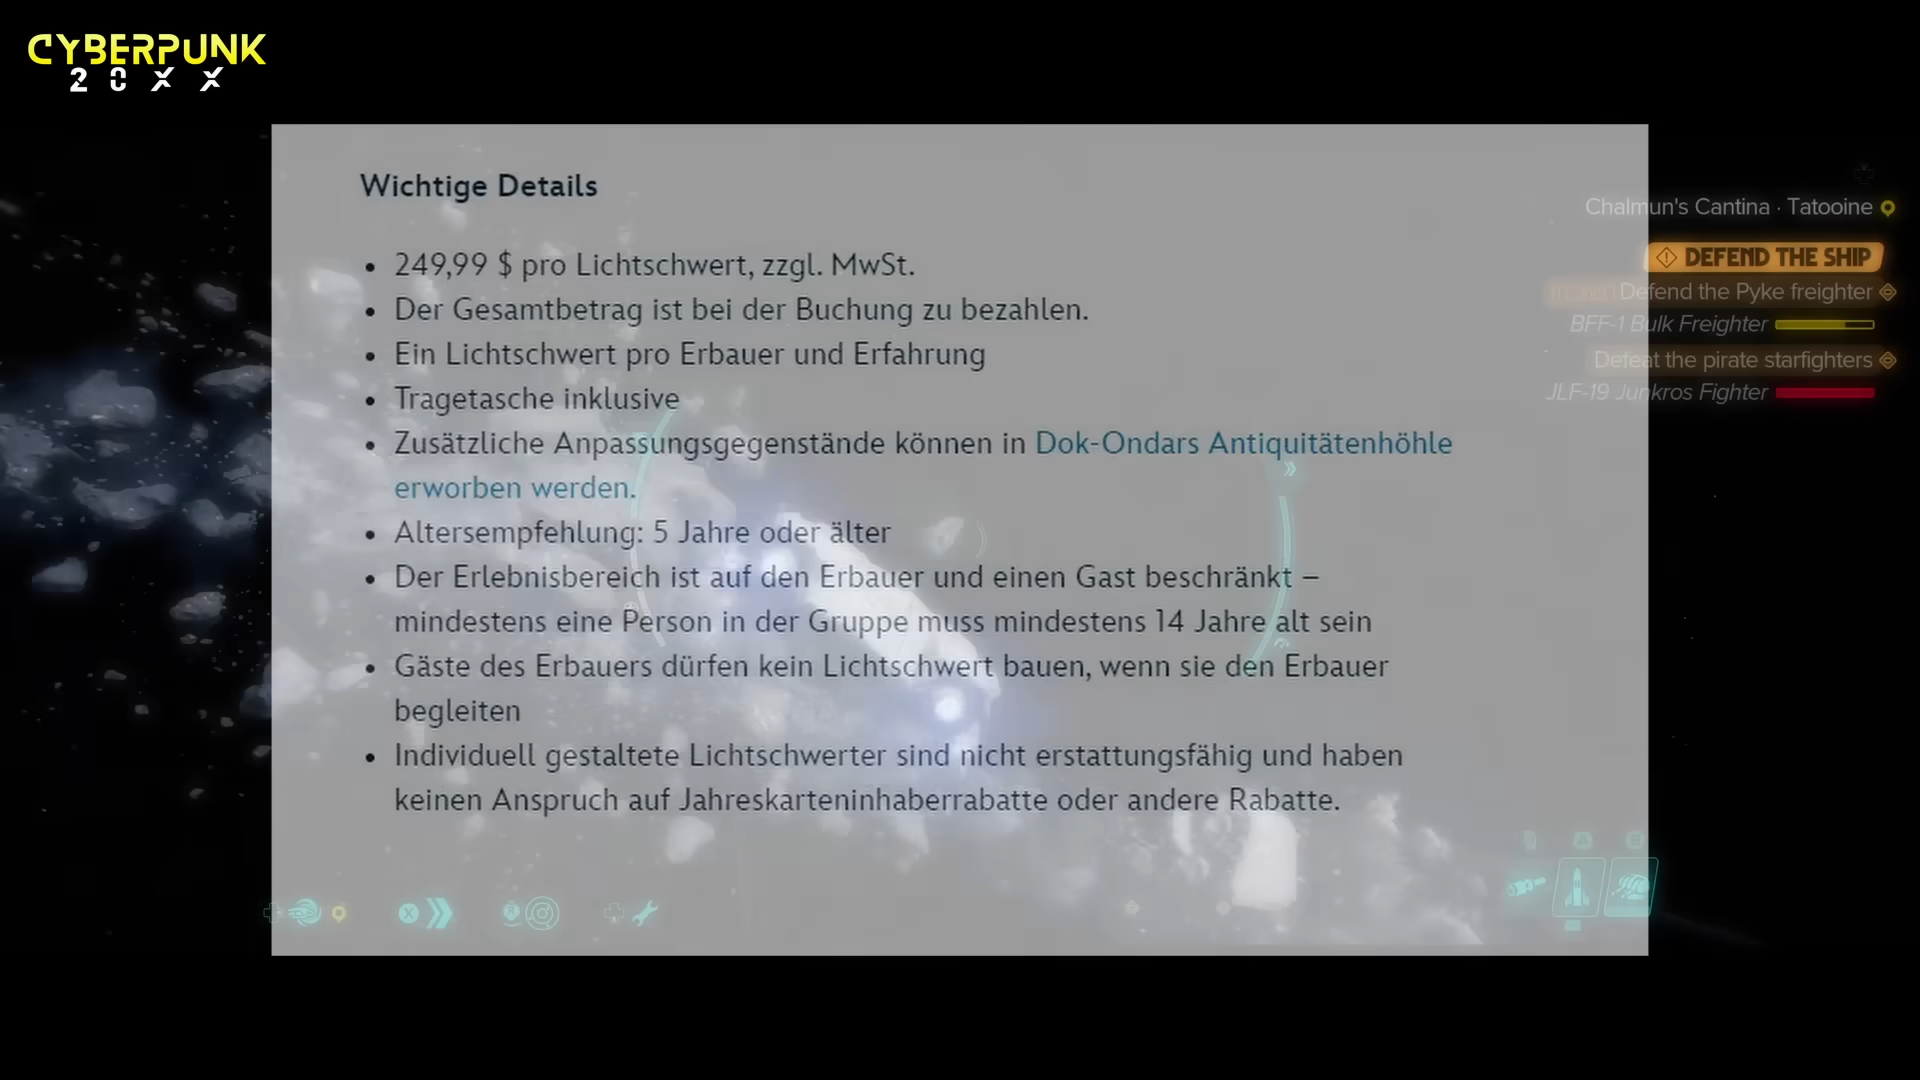 CYBERPUNK
20XX
Wichtige Details
• 249,99 $ pro Lichtschwert, zzgl. MwSt.
• Der Gesamtbetrag ist bei der Buchung zu bezahlen.
• Ein Lichtschwert pro Erbauer und Erfahrung
• Tragetasche inklusive
• Zusätzliche Anpassungsgegenstände können in Dok-Ondars Antiquitätenhöhle
erworben werden.
• Altersempfehlung: 5 Jahre oder älter
• Der Erlebnisbereich ist auf den Erbauer und einen Gast beschränkt –
mindestens eine Person in der Gruppe muss mindestens 14 Jahre alt sein
• Gäste des Erbauers dürfen kein Lichtschwert bauen, wenn sie den Erbauer
begleiten
• Individuell gestaltete Lichtschwerter sind nicht erstattungsfähig und haben
keinen Anspruch auf Jahreskarteninhaberrabatte oder andere Rabatte.
Chalmun's Cantina · Tatooine
DEFEND THE SHIP
Defend the Pyke freighter
BFF-1 Bulk Freighter
Defeat the pirate starfighters
JLF-19 Junkros Fighter
X